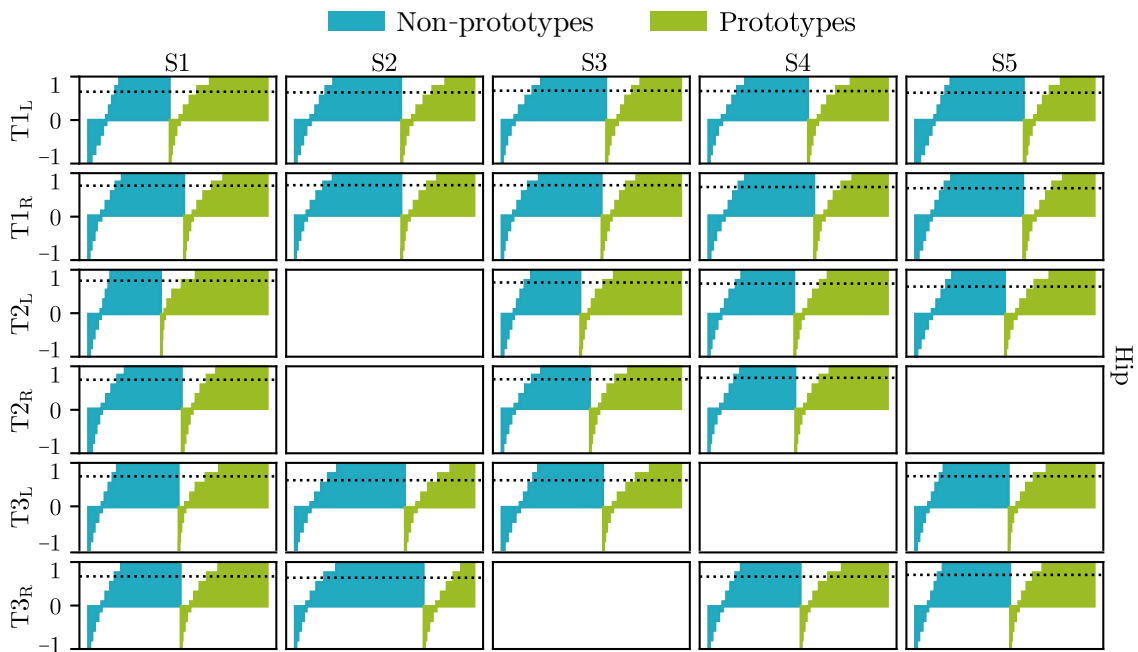 Non-prototypes Prototypes
S1 S2 S3 S4 S5
T1L 1 0 −1
T1R 1 0 −1
T2L 1 0 −1
T2R 1 0 −1
T3L 1 0 −1
T3R 1 0 −1
Hip